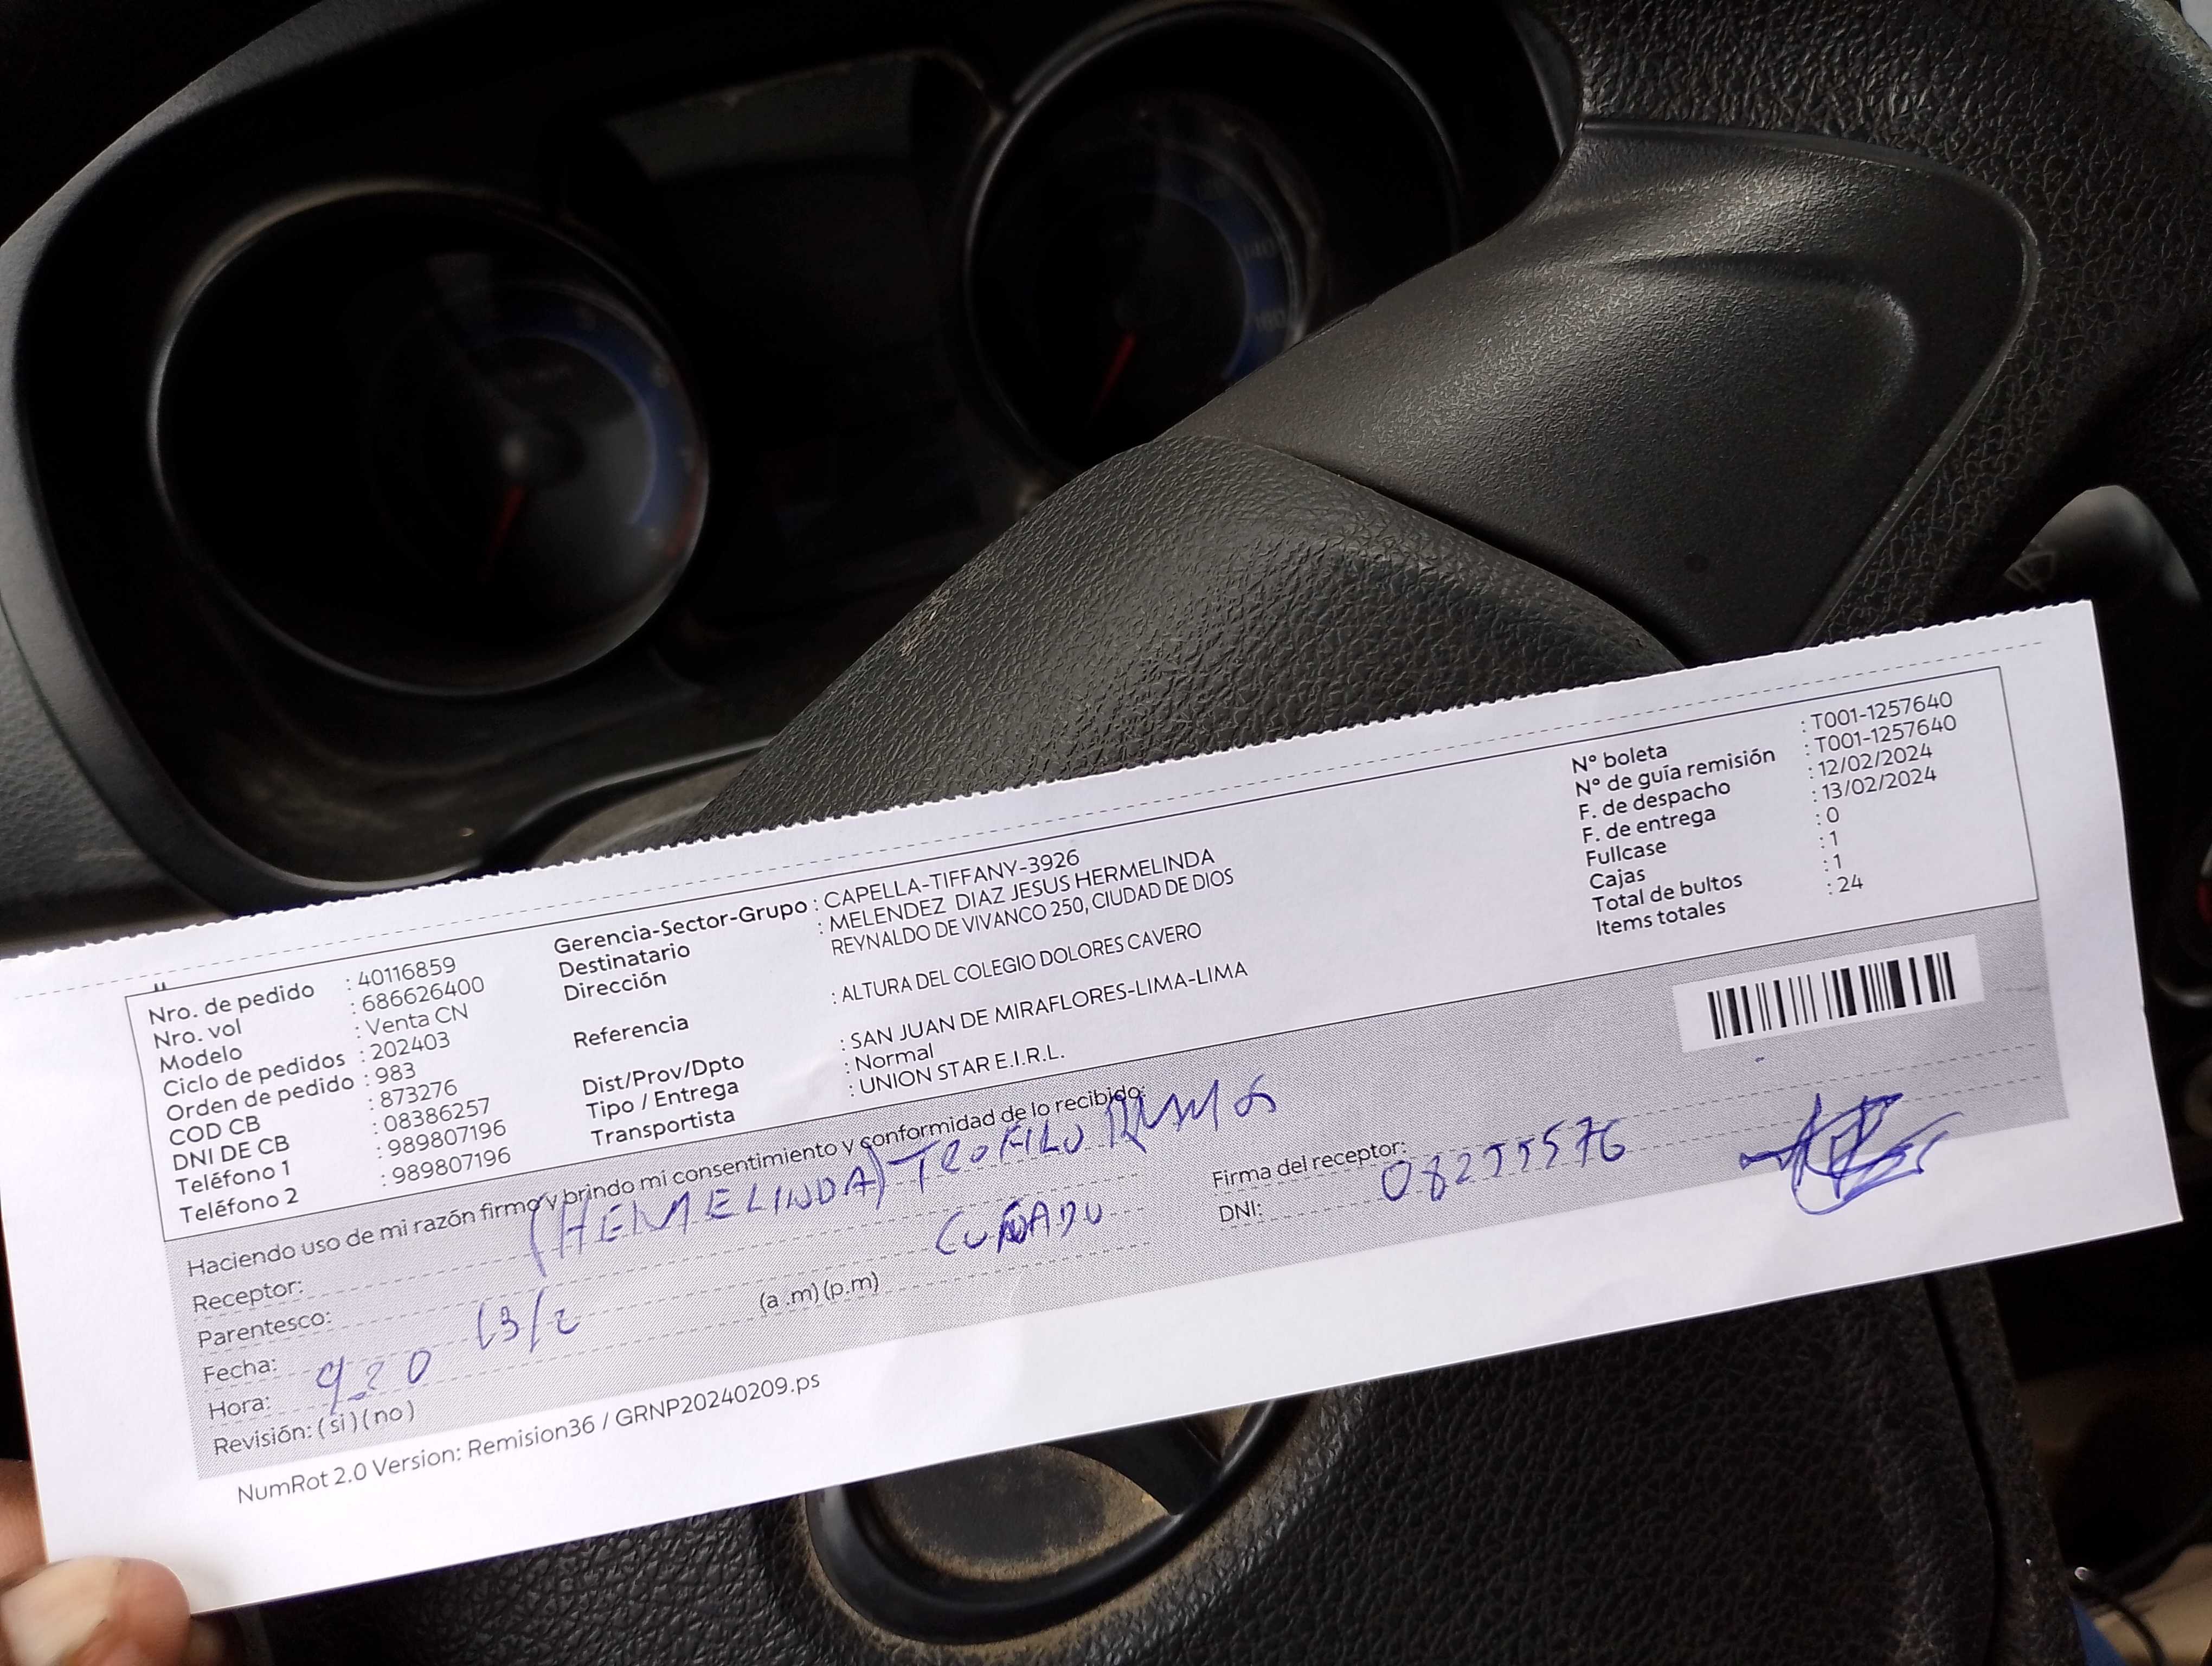 Nro. de pedido : 40116859
Nro. vol : 686626400
Modelo : Venta CN
Ciclo de pedidos : 202403
Orden de pedido : 983
COD CB : 873276
DNI DE CB : 08386257
Teléfono 1 : 989807196
Teléfono 2 : 989807196
Gerencia-Sector-Grupo : CAPELLA-TIFFANY-3926
Destinatario : MELENDEZ DIAZ JESUS HERMELINDA
Dirección REYNALDO DE VIVANCO 250, CIUDAD DE DIOS
Referencia : ALTURA DEL COLEGIO DOLORES CAVERO
Dist/Prov/Dpto : SAN JUAN DE MIRAFLORES-LIMA-LIMA
Tipo / Entrega : Normal
Transportista : UNION STAR E.I.R.L.
Nº boleta : T001-1257640
Nº de guía remisión : T001-1257640
F. de despacho : 12/02/2024
F. de entrega : 13/02/2024
Fullcase : 0
Cajas : 1
Total de bultos : 1
Items totales : 24
Haciendo uso de mi razón firmo y brindo mi consentimiento y conformidad de lo recibido:
Receptor: (HEMELINDA) TEOFILO
Parentesco: CUÑADO
Fecha: 13/2
Hora: 9:20 (a .m) (p.m)
Revisión: ( si ) ( no )
Firma del receptor:
DNI: 08255576
NumRot 2.0 Version: Remision36 / GRNP20240209.ps